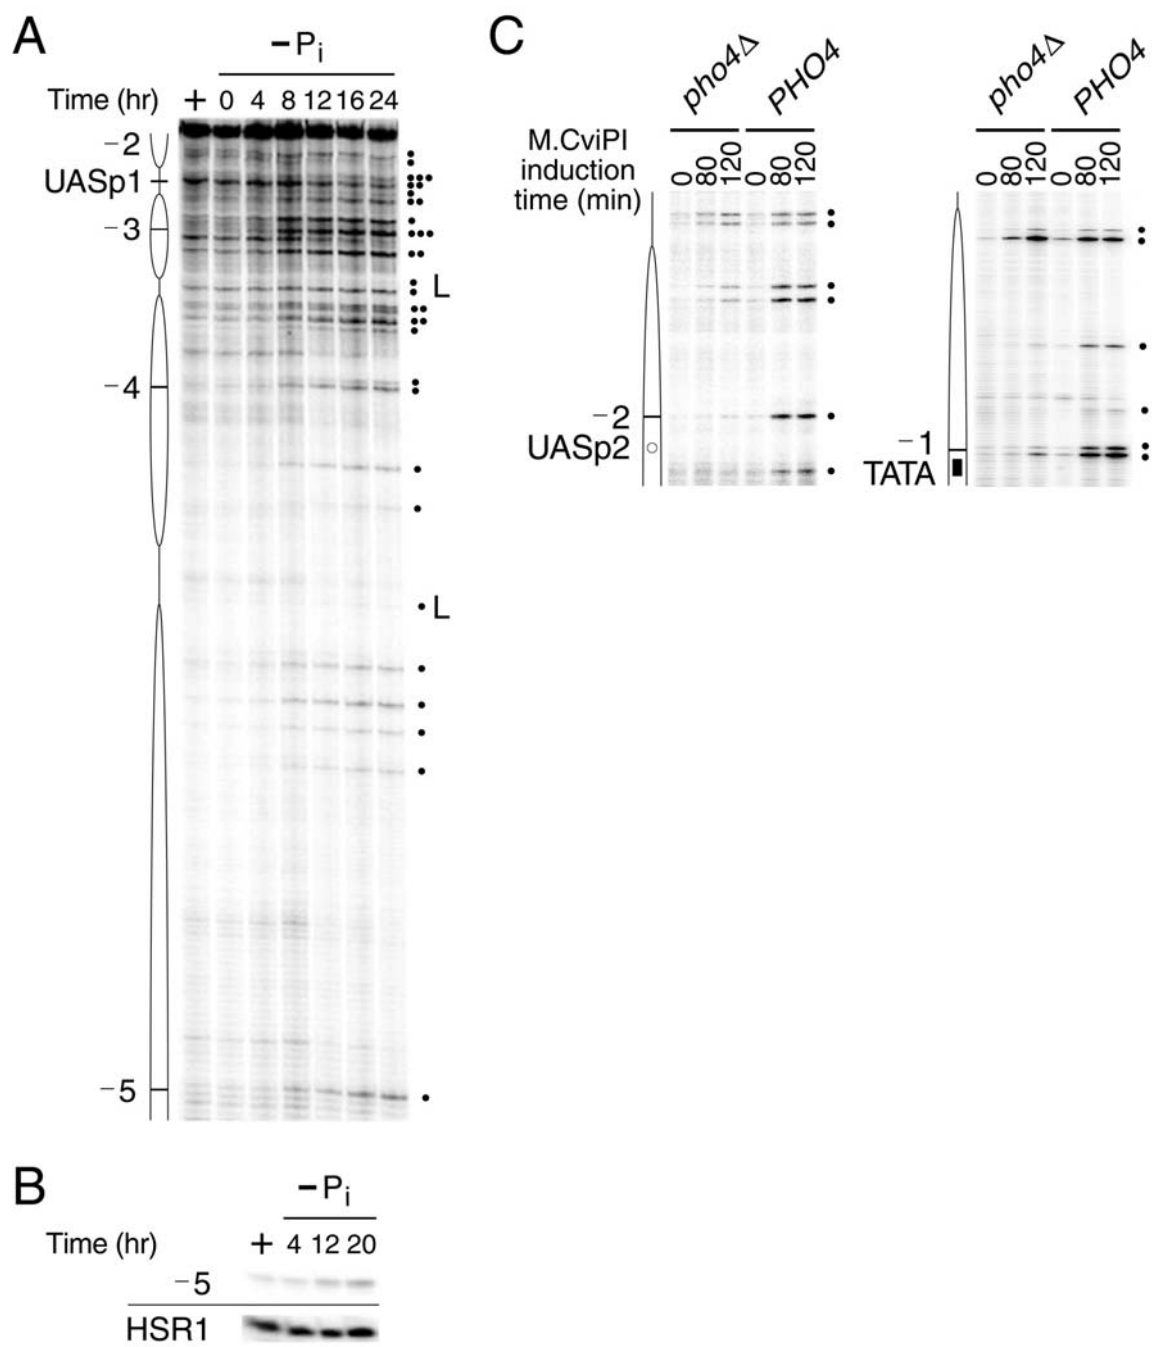 A
−Pi
Time (hr) + 0 4 8 12 16 24
−2
UASp1
−3
L
−4
L
−5
B
−Pi
Time (hr) + 4 12 20
−5
HSR1
C
pho4Δ PHO4 pho4Δ PHO4
M.CviPI
induction
time (min)
0 80 120 0 80 120 0 80 120 0 80 120
−2
UASp2
−1
TATA